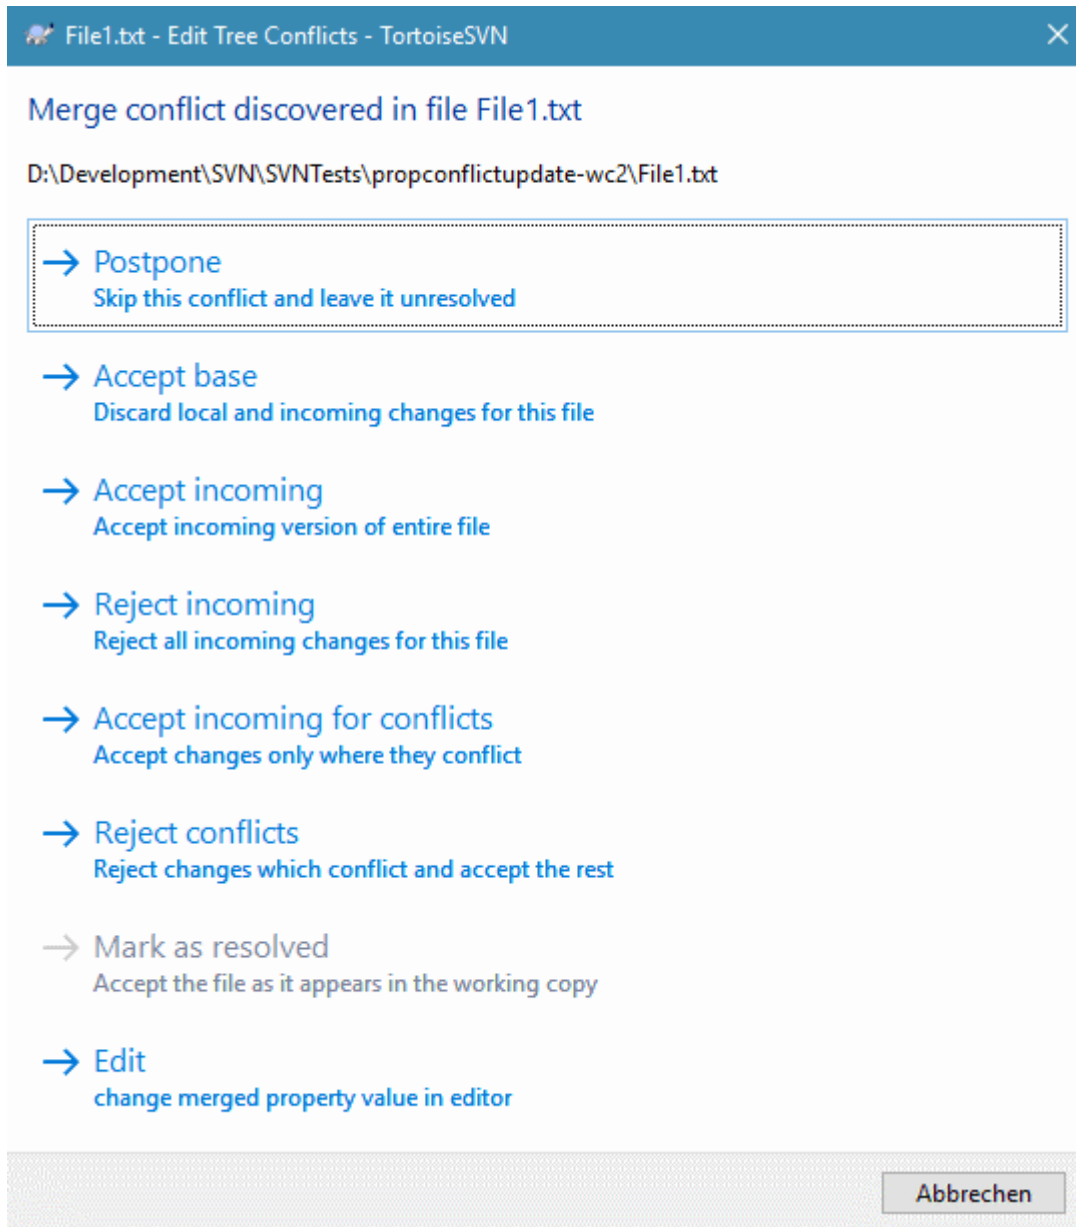 File1.txt - Edit Tree Conflicts - TortoiseSVN
Merge conflict discovered in file File1.txt
D:\Development\SVN\SVNTests\propconflictupdate-wc2\File1.txt
Postpone
Skip this conflict and leave it unresolved
Accept base
Discard local and incoming changes for this file
Accept incoming
Accept incoming version of entire file
Reject incoming
Reject all incoming changes for this file
Accept incoming for conflicts
Accept changes only where they conflict
Reject conflicts
Reject changes which conflict and accept the rest
Mark as resolved
Accept the file as it appears in the working copy
Edit
change merged property value in editor
Abbrechen